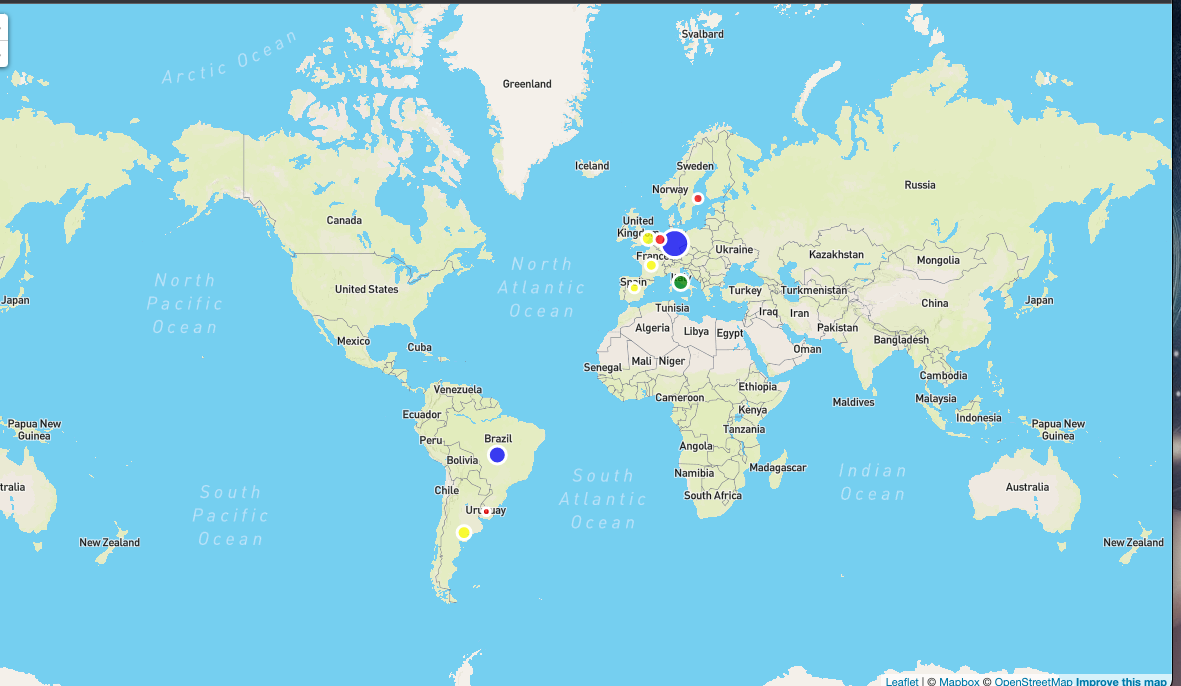 Svalbard
Arctic Ocean
Greenland
Iceland
Sweden
Norway
Russia
Canada
United
Kingdom
France
Ukraine
Kazakhstan
Mongolia
North
Pacific
Ocean
North
Atlantic
Ocean
United States
Spain
Italy
Turkey
Turkmenistan
China
Japan
Japan
Tunisia
Iraq
Iran
Algeria
Libya
Egypt
Pakistan
Bangladesh
Mexico
Cuba
Oman
Senegal
Mali
Niger
Cambodia
Venezuela
Cameroon
Ethiopia
Maldives
Malaysia
Ecuador
Kenya
Indonesia
Papua New
Guinea
Papua New
Guinea
Peru
Brazil
Tanzania
Angola
Bolivia
Namibia
Madagascar
Indian
Ocean
South
Atlantic
Ocean
South
Pacific
Ocean
Chile
South Africa
tralia
Australia
Uruguay
New Zealand
New Zealand
Leaflet | © Mapbox © OpenStreetMap Improve this map